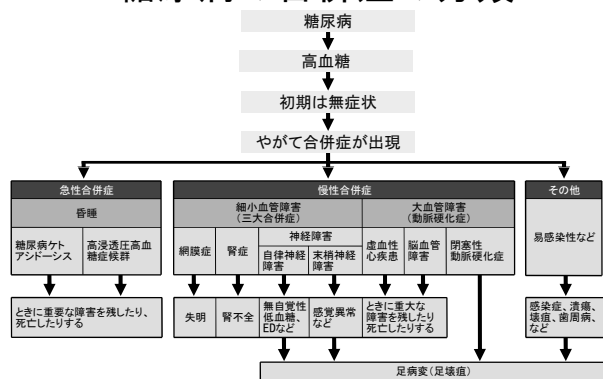 糖尿病
高血糖
初期は無症状
やがて合併症が出現
急性合併症
慢性合併症
その他
昏睡
細小血管障害
（三大合併症）
大血管障害
（動脈硬化症）
易感染性など
糖尿病ケト
アシドーシス
高浸透圧高血
糖症候群
網膜症
腎症
神経障害
自律神経
障害
末梢神経
障害
虚血性
心疾患
脳血管
障害
閉塞性
動脈硬化症
ときに重要な障害を残したり、
死亡したりする
失明
腎不全
無自覚性
低血糖、
EDなど
感覚異常
など
ときに重大な
障害を残したり
死亡したりする
感染症、潰瘍、
壊疽、歯周病、
など
足病変（足壊疽）